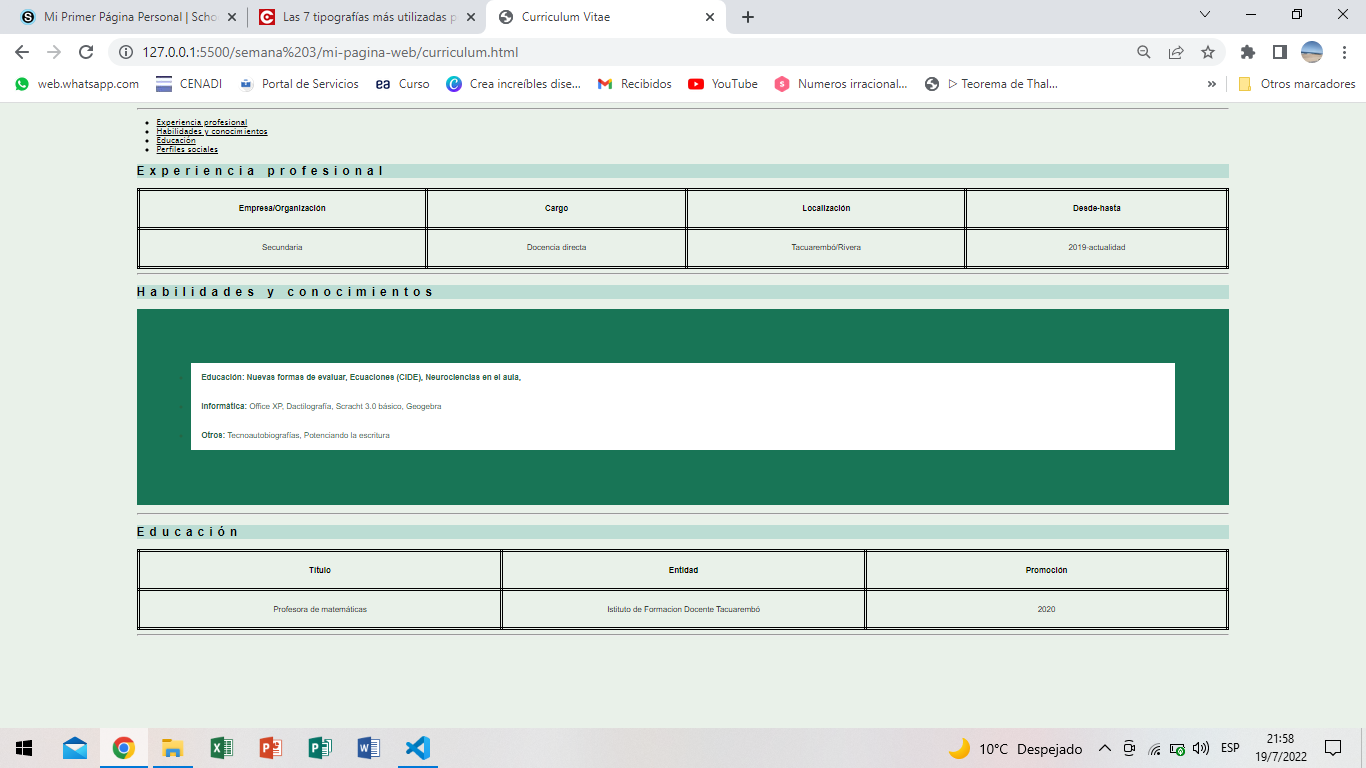 Mi Primer Página Personal | Scho
Las 7 tipografías más utilizadas p
Curriculum Vitae
127.0.0.1:5500/semana%203/mi-pagina-web/curriculum.html
web.whatsapp.com
CENADI
Portal de Servicios
ea Curso
Crea increíbles dise...
Recibidos
YouTube
Numeros irracional...
▷ Teorema de Thal...
»
Otros marcadores
Experiencia profesional
Habilidades y conocimientos
Educación
Perfiles sociales
Experiencia profesional
Empresa/Organización Cargo Localización Desde-hasta
Secundaria Docencia directa Tacuarembó/Rivera 2019-actualidad
Habilidades y conocimientos
Educación: Nuevas formas de evaluar, Ecuaciones (CIDE), Neurociencias en el aula,
Informática: Office XP, Dactilografía, Scracht 3.0 básico, Geogebra
Otros: Tecnoautobiografías, Potenciando la escritura
Educación
Título Entidad Promoción
Profesora de matemáticas Istituto de Formacion Docente Tacuarembó 2020
10°C Despejado
ESP
21:58
19/7/2022